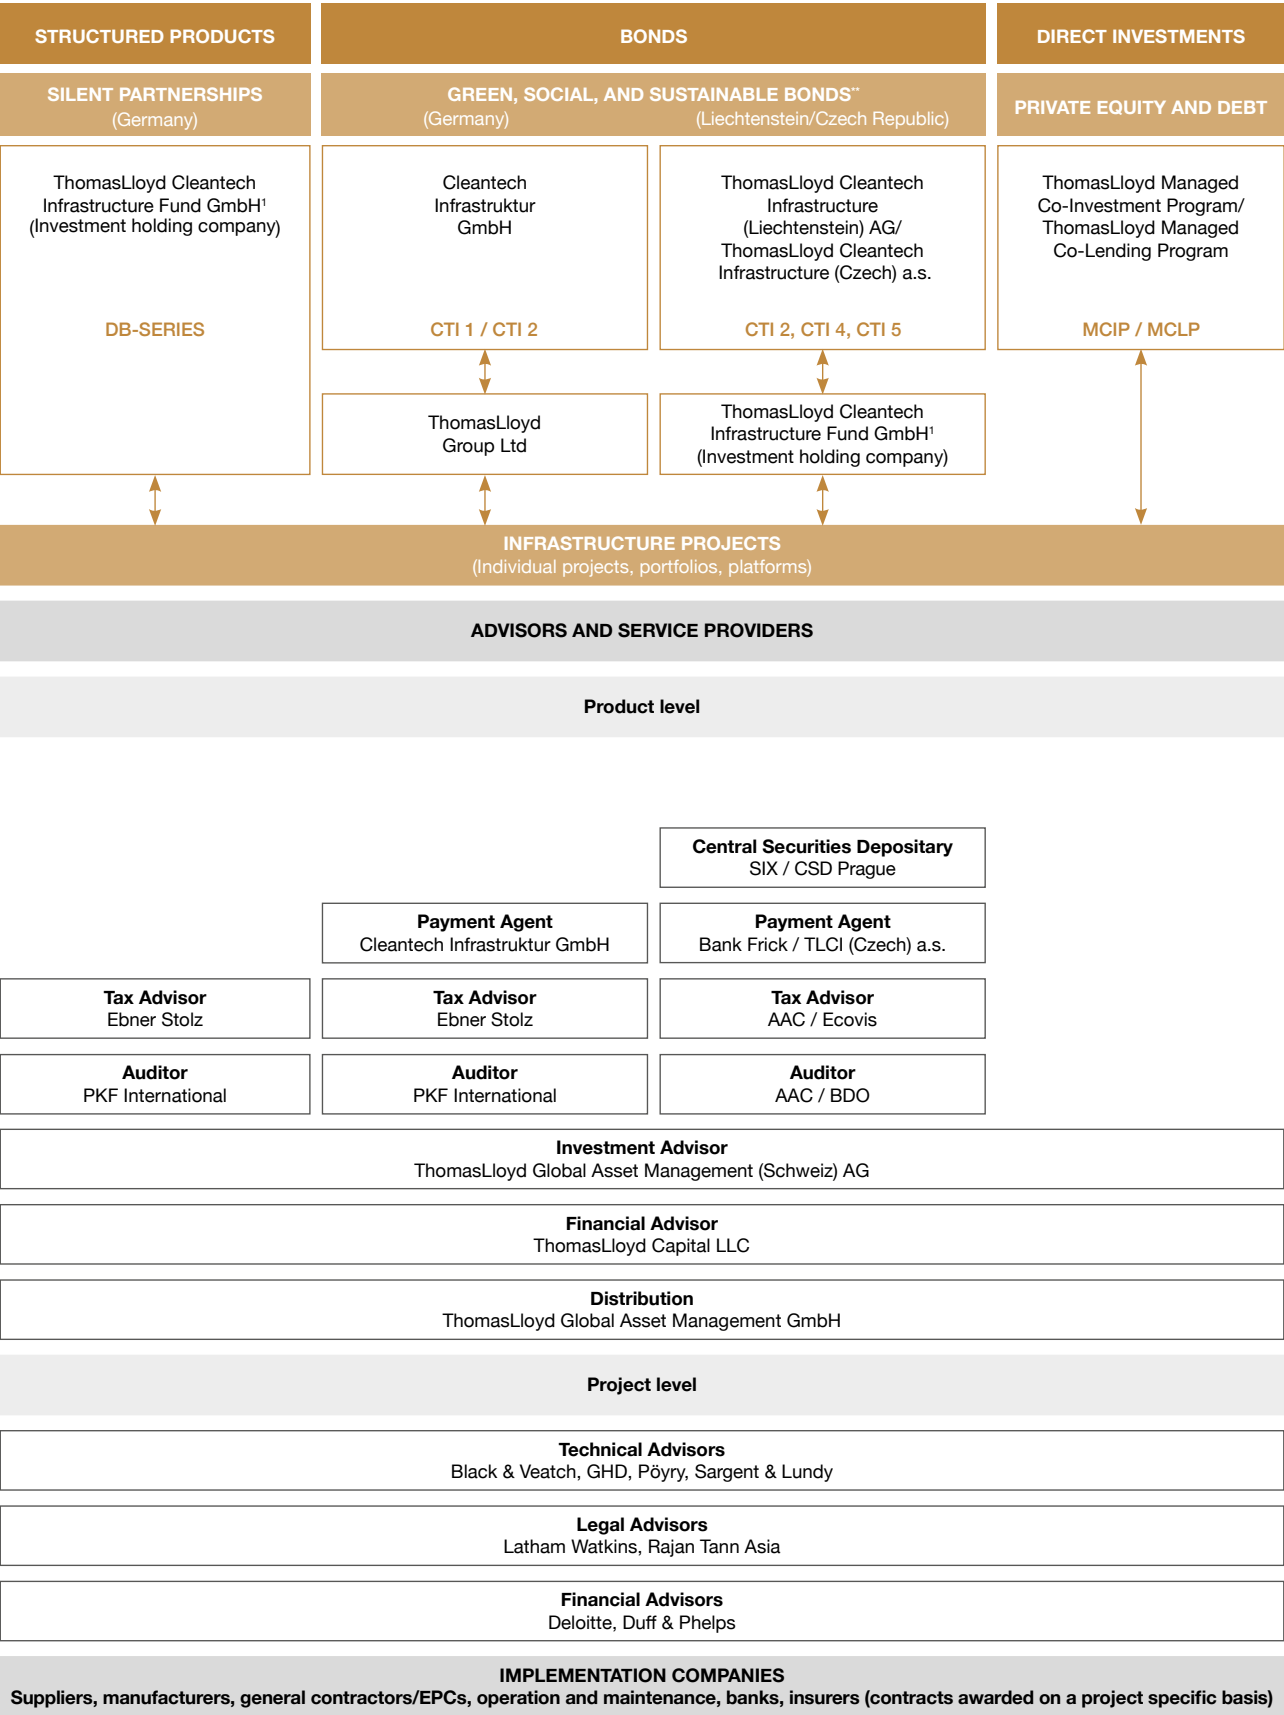 STRUCTURED PRODUCTS
BONDS
DIRECT INVESTMENTS
SILENT PARTNERSHIPS
(Germany)
GREEN, SOCIAL, AND SUSTAINABLE BONDS**
(Germany)
(Liechtenstein/Czech Republic)
PRIVATE EQUITY AND DEBT
ThomasLloyd Cleantech
Infrastructure Fund GmbH¹
(Investment holding company)
DB-SERIES
Cleantech
Infrastruktur
GmbH
CTI 1 / CTI 2
ThomasLloyd Cleantech
Infrastructure
(Liechtenstein) AG/
ThomasLloyd Cleantech
Infrastructure (Czech) a.s.
CTI 2, CTI 4, CTI 5
ThomasLloyd Managed
Co-Investment Program/
ThomasLloyd Managed
Co-Lending Program
MCIP / MCLP
ThomasLloyd
Group Ltd
ThomasLloyd Cleantech
Infrastructure Fund GmbH¹
(Investment holding company)
INFRASTRUCTURE PROJECTS
(Individual projects, portfolios, platforms)
ADVISORS AND SERVICE PROVIDERS
Product level
Central Securities Depositary
SIX / CSD Prague
Payment Agent
Cleantech Infrastruktur GmbH
Payment Agent
Bank Frick / TLCI (Czech) a.s.
Tax Advisor
Ebner Stolz
Tax Advisor
Ebner Stolz
Tax Advisor
AAC / Ecovis
Auditor
PKF International
Auditor
PKF International
Auditor
AAC / BDO
Investment Advisor
ThomasLloyd Global Asset Management (Schweiz) AG
Financial Advisor
ThomasLloyd Capital LLC
Distribution
ThomasLloyd Global Asset Management GmbH
Project level
Technical Advisors
Black & Veatch, GHD, Pöyry, Sargent & Lundy
Legal Advisors
Latham Watkins, Rajan Tann Asia
Financial Advisors
Deloitte, Duff & Phelps
IMPLEMENTATION COMPANIES
Suppliers, manufacturers, general contractors/EPCs, operation and maintenance, banks, insurers (contracts awarded on a project specific basis)